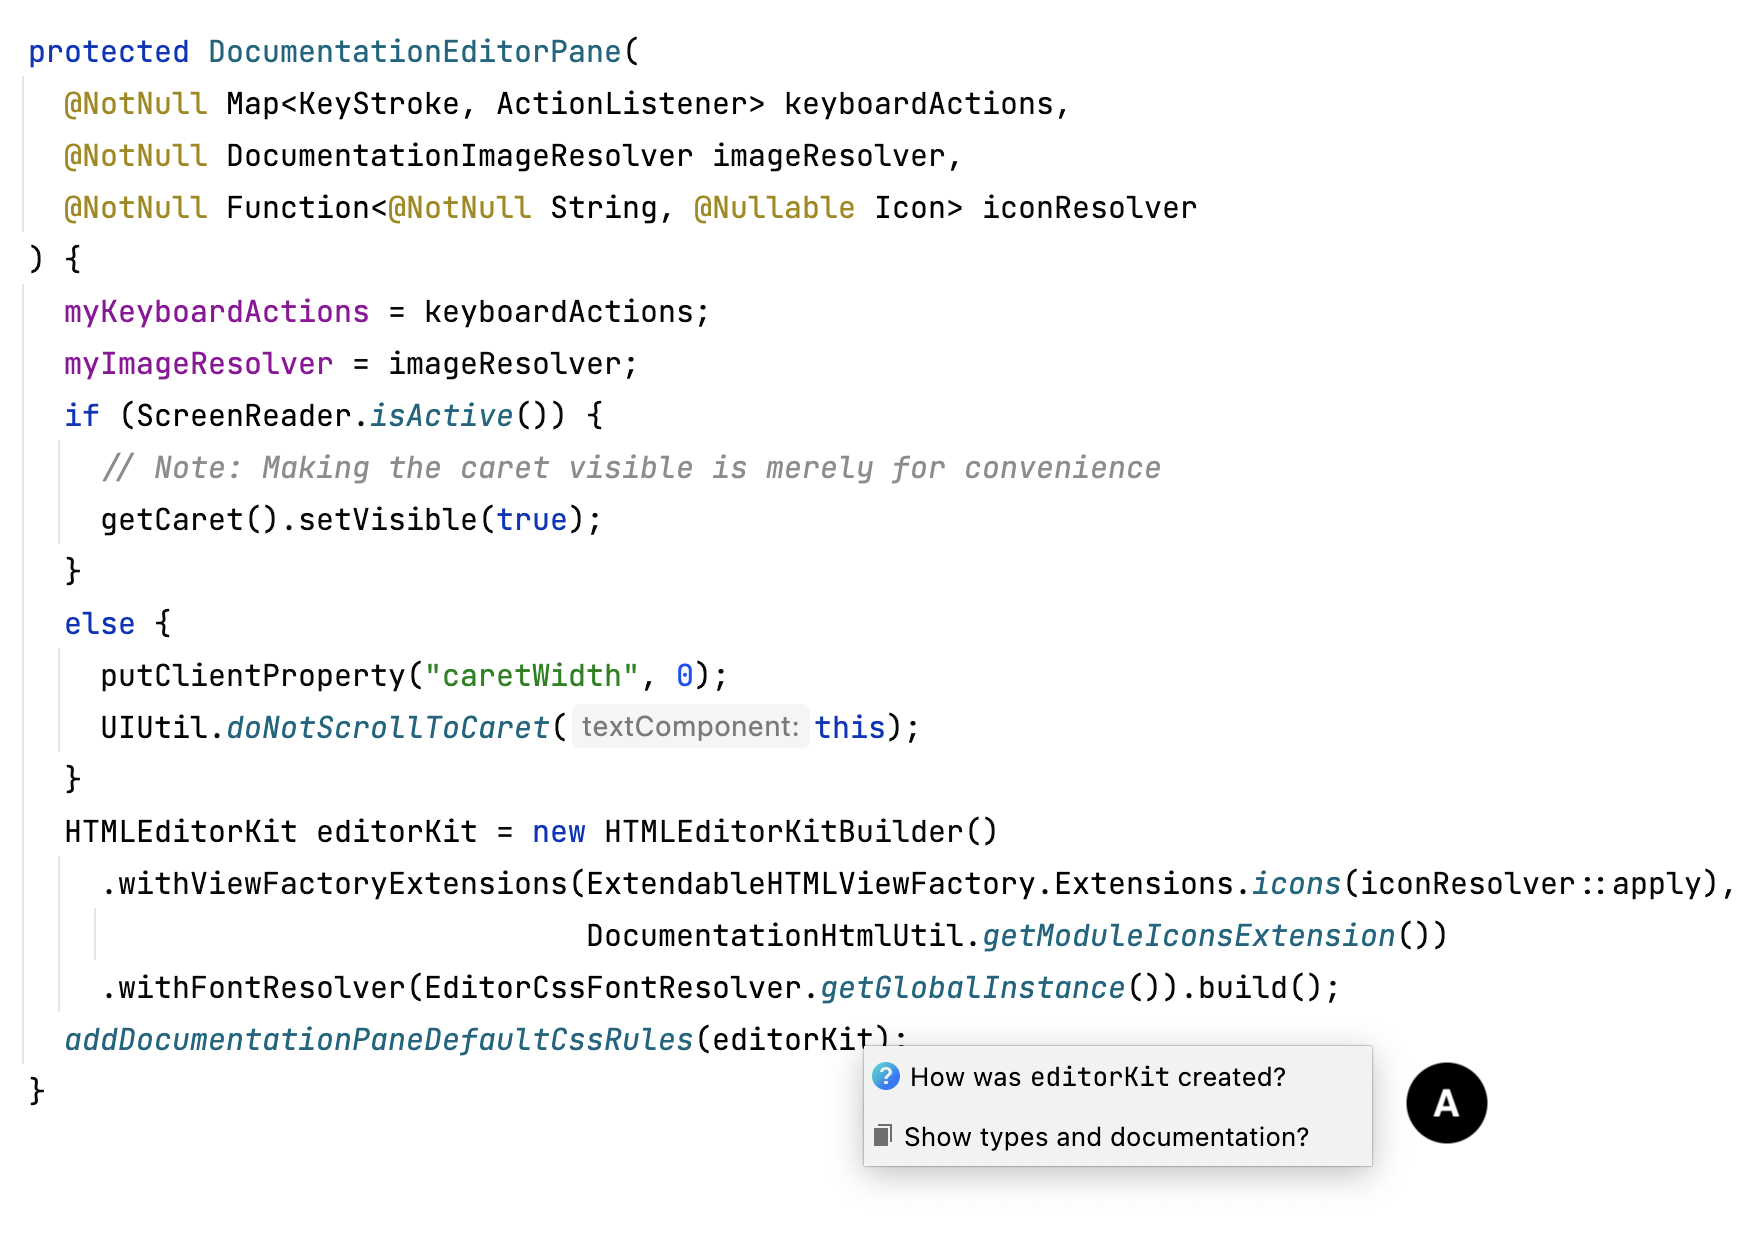 protected DocumentationEditorPane(
@NotNull Map<KeyStroke, ActionListener> keyboardActions,
@NotNull DocumentationImageResolver imageResolver,
@NotNull Function<@NotNull String, @Nullable Icon> iconResolver
) {
myKeyboardActions = keyboardActions;
myImageResolver = imageResolver;
if (ScreenReader.isActive()) {
// Note: Making the caret visible is merely for convenience
getCaret().setVisible(true);
}
else {
putClientProperty("caretWidth", 0);
UIUtil.doNotScrollToCaret( textComponent: this);
}
HTMLEditorKit editorKit = new HTMLEditorKitBuilder()
.withViewFactoryExtensions(ExtendableHTMLViewFactory.Extensions.icons(iconResolver::apply),
DocumentationHtmlUtil.getModuleIconsExtension())
.withFontResolver(EditorCssFontResolver.getGlobalInstance()).build();
addDocumentationPaneDefaultCssRules(editorKit);
}
? How was editorKit created?
Show types and documentation?
A